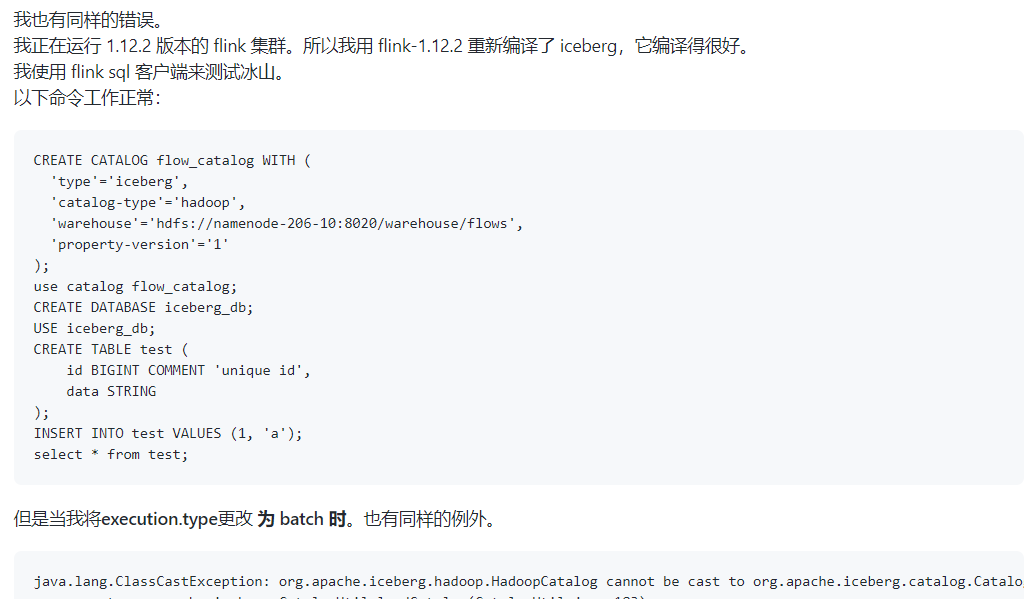 我也有同样的错误。
我正在运行 1.12.2 版本的 flink 集群。所以我用 flink-1.12.2 重新编译了 iceberg，它编译得很好。
我使用 flink sql 客户端来测试冰山。
以下命令工作正常：
CREATE CATALOG flow_catalog WITH (
'type'='iceberg',
'catalog-type'='hadoop',
'warehouse'='hdfs://namenode-206-10:8020/warehouse/flows',
'property-version'='1'
);
use catalog flow_catalog;
CREATE DATABASE iceberg_db;
USE iceberg_db;
CREATE TABLE test (
id BIGINT COMMENT 'unique id',
data STRING
);
INSERT INTO test VALUES (1, 'a');
select * from test;
但是当我将execution.type更改 为 batch 时。也有同样的例外。
java.lang.ClassCastException: org.apache.iceberg.hadoop.HadoopCatalog cannot be cast to org.apache.iceberg.catalog.Catalo